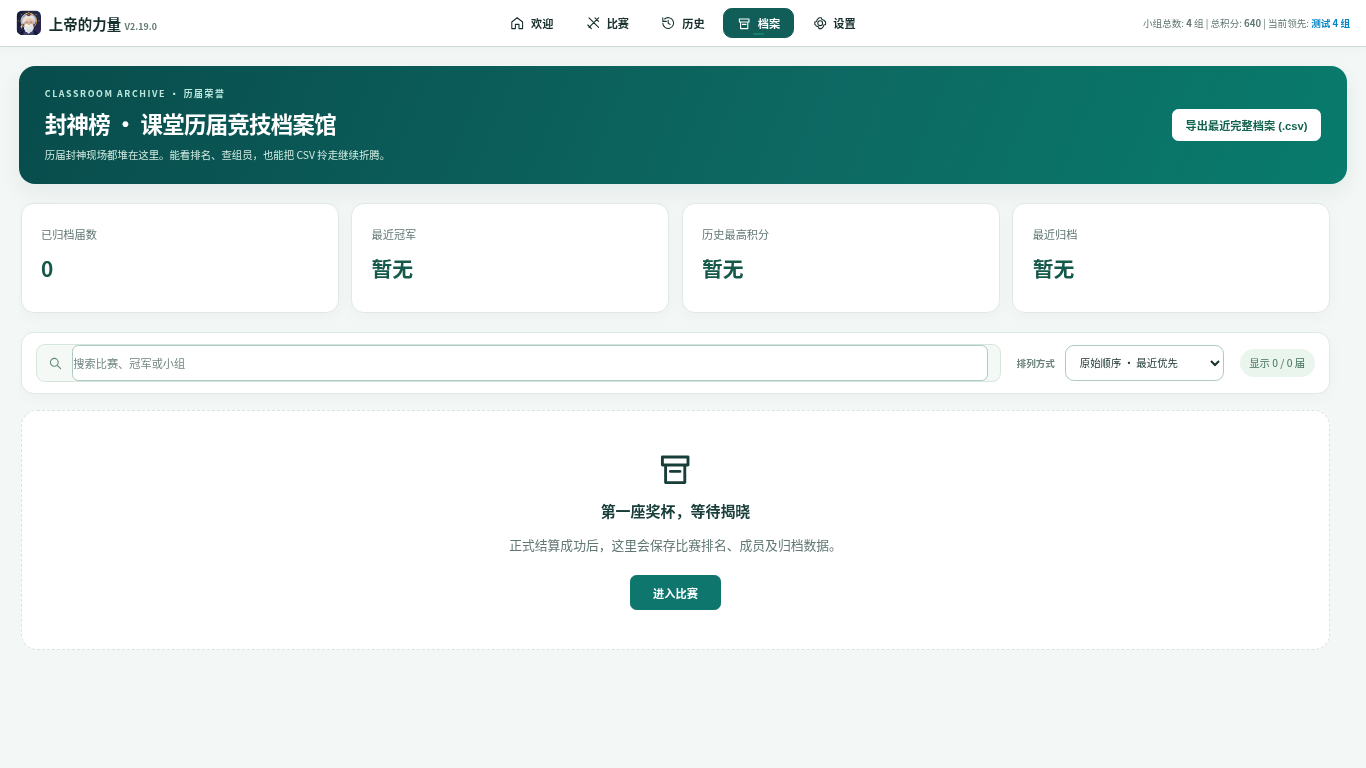 上帝的力量 V2.19.0
欢迎
比赛
历史
档案
设置
小组总数: 4 组 | 总积分: 640 | 当前领先: 测试 4 组
CLASSROOM ARCHIVE · 历届荣誉
封神榜 · 课堂历届竞技档案馆
历届封神现场都堆在这里。能看排名、查组员，也能把 CSV 拎走继续折腾。
导出最近完整档案 (.csv)
已归档届数
0
最近冠军
暂无
历史最高积分
暂无
最近归档
暂无
搜索比赛、冠军或小组
排列方式
原始顺序 · 最近优先
显示 0 / 0 届
第一座奖杯，等待揭晓
正式结算成功后，这里会保存比赛排名、成员及归档数据。
进入比赛